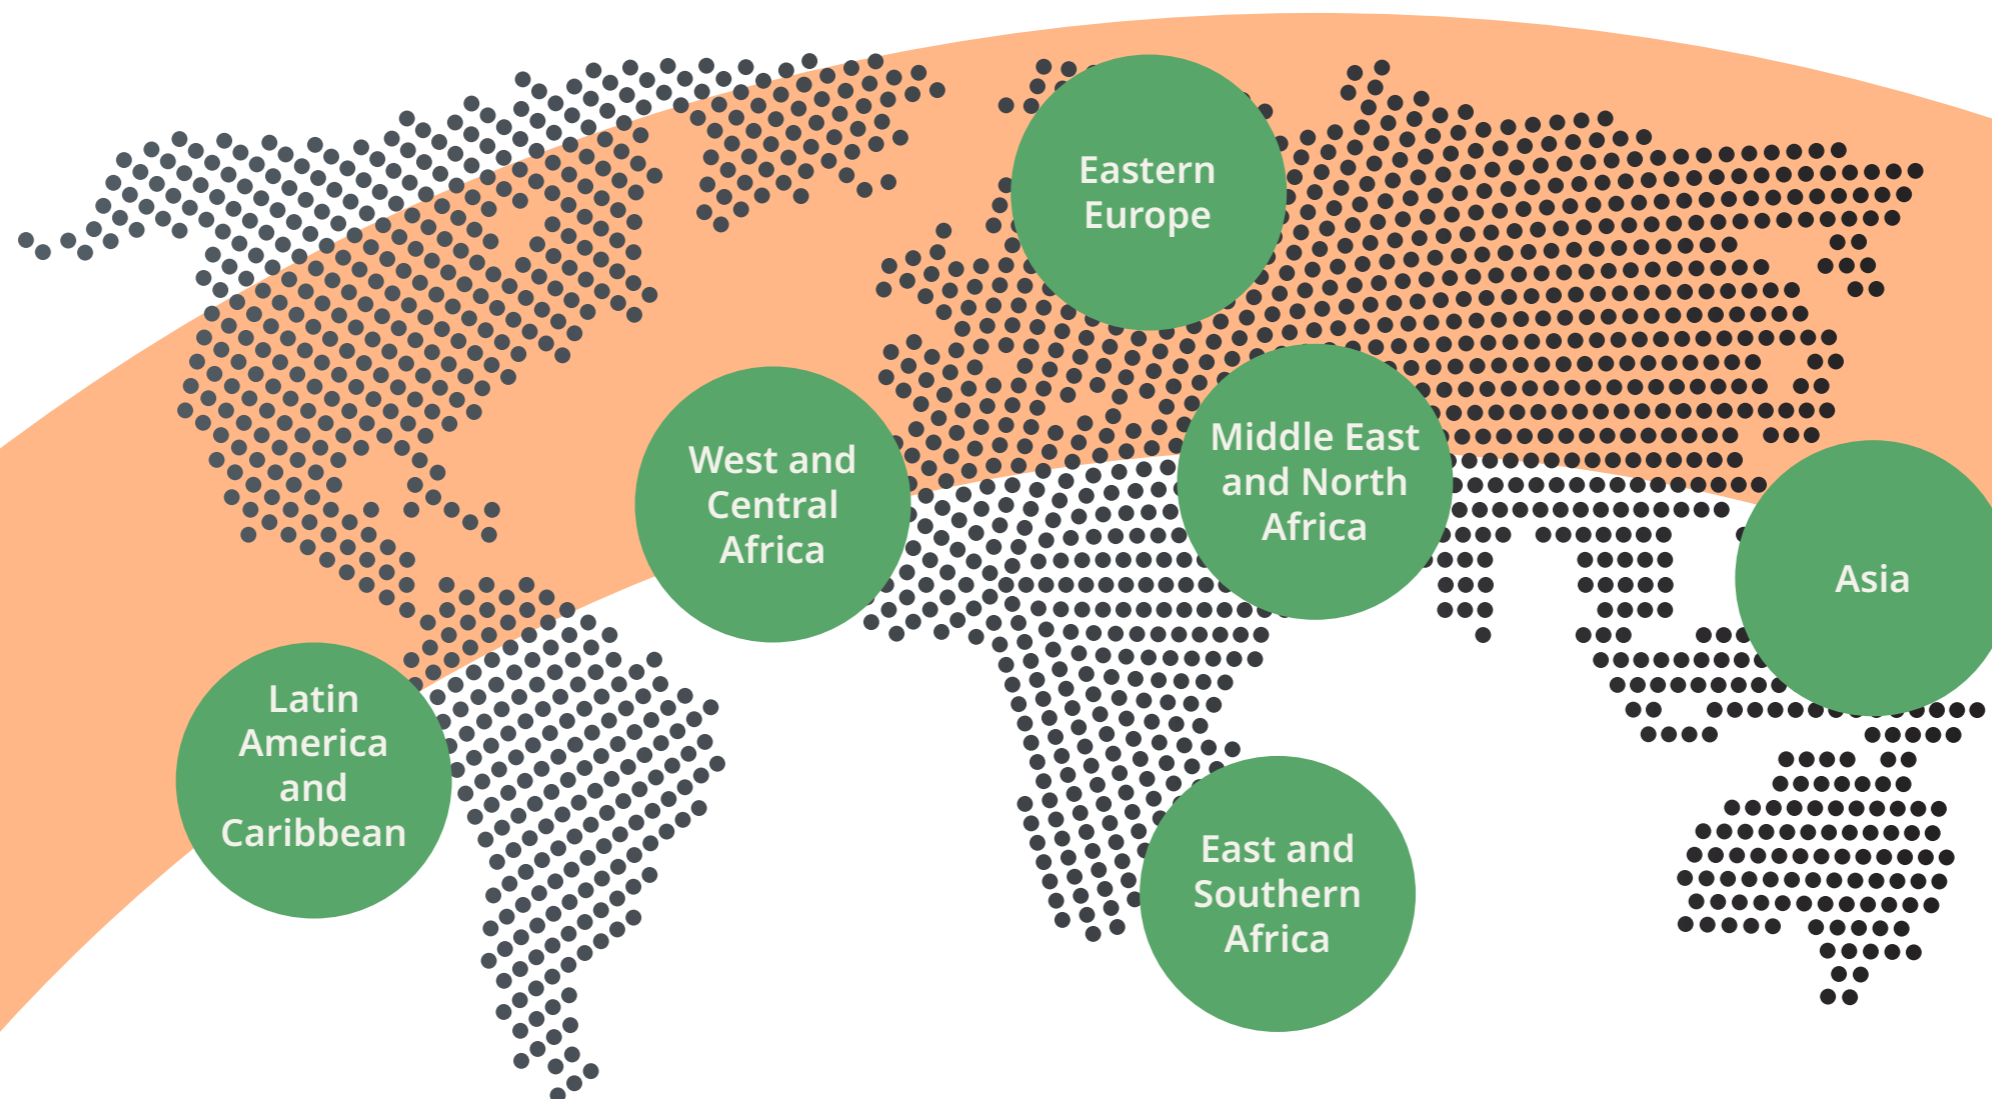 Eastern
Europe
West and
Central
Africa
Middle East
and North
Africa
Asia
Latin
America
and
Caribbean
East and
Southern
Africa